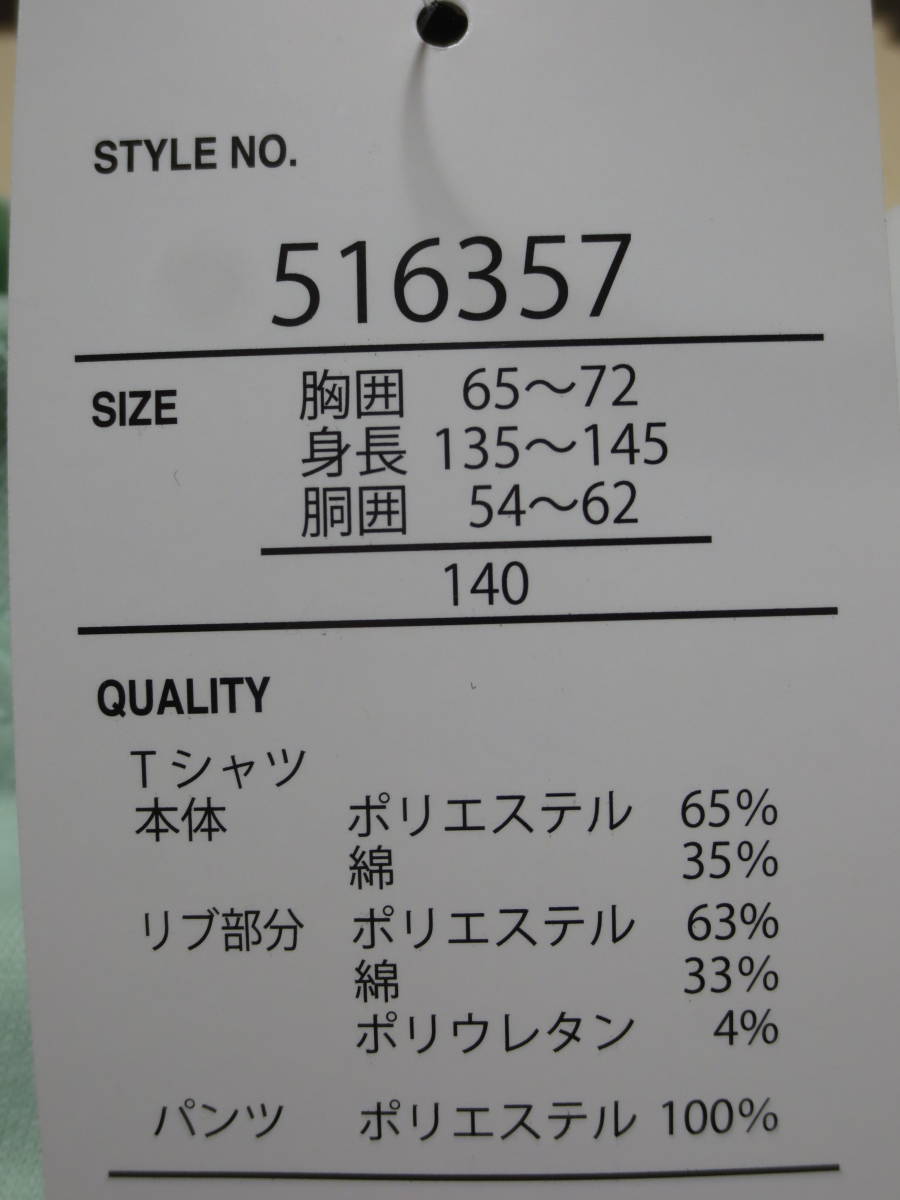 STYLE NO.
516357
SIZE 胸囲 65～72
身長 135～145
胴囲 54～62
140
QUALITY
Tシャツ
本体 ポリエステル 65%
綿 35%
リブ部分 ポリエステル 63%
綿 33%
ポリウレタン 4%
パンツ ポリエステル 100%